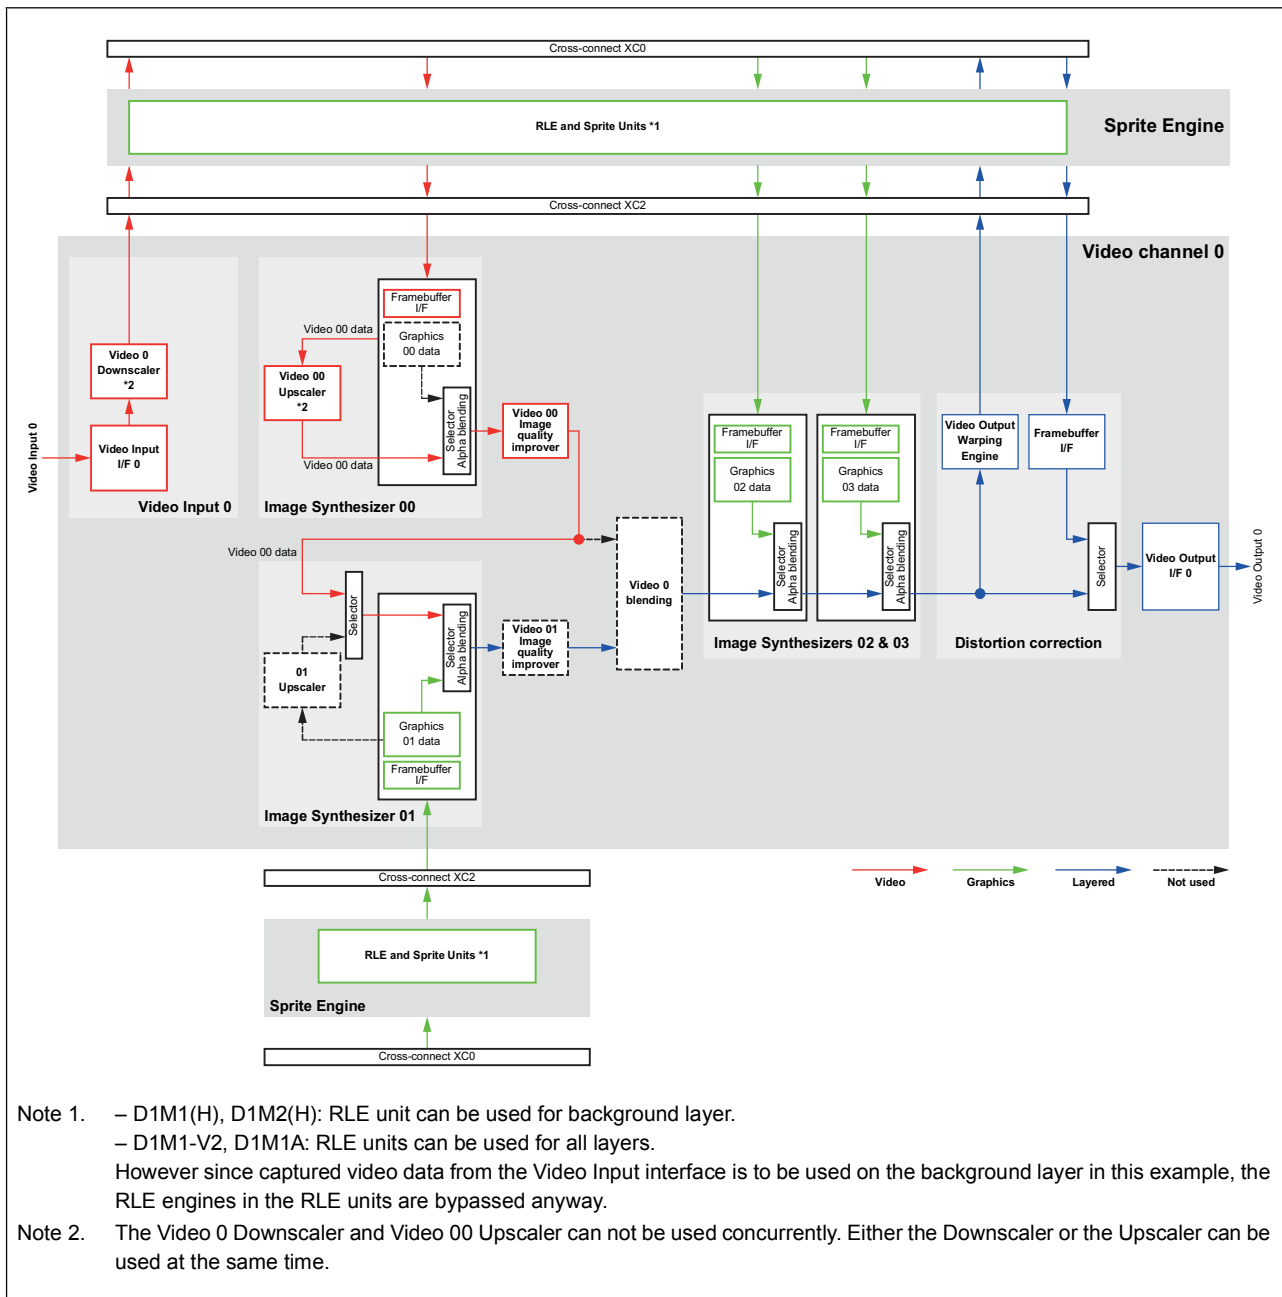 Cross-connect XC0
RLE and Sprite Units *1
Sprite Engine
Cross-connect XC2
Video channel 0
Video Input 0
Video Input
I/F 0
Video 0
Downscaler
*2
Video Input 0
Framebuffer
I/F
Video 00 data
Graphics
00 data
Video 00
Upscaler
*2
Video 00 data
Selector
Alpha blending
Video 00
Image
quality
improver
Image Synthesizer 00
Video 00 data
Selector
01
Upscaler
Selector
Alpha blending
Graphics
01 data
Framebuffer
I/F
Image Synthesizer 01
Video 01
Image
quality
improver
Video 0
blending
Framebuffer
I/F
Graphics
02 data
Selector
Alpha blending
Framebuffer
I/F
Graphics
03 data
Selector
Alpha blending
Image Synthesizers 02 & 03
Video Output
Warping
Engine
Framebuffer
I/F
Selector
Distortion correction
Video Output
I/F 0
Video Output 0
Cross-connect XC2
Video
Graphics
Layered
Not used
RLE and Sprite Units *1
Sprite Engine
Cross-connect XC0
Note 1. – D1M1(H), D1M2(H): RLE unit can be used for background layer.
– D1M1-V2, D1M1A: RLE units can be used for all layers.
However since captured video data from the Video Input interface is to be used on the background layer in this example, the
RLE engines in the RLE units are bypassed anyway.
Note 2. The Video 0 Downscaler and Video 00 Upscaler can not be used concurrently. Either the Downscaler or the Upscaler can be
used at the same time.